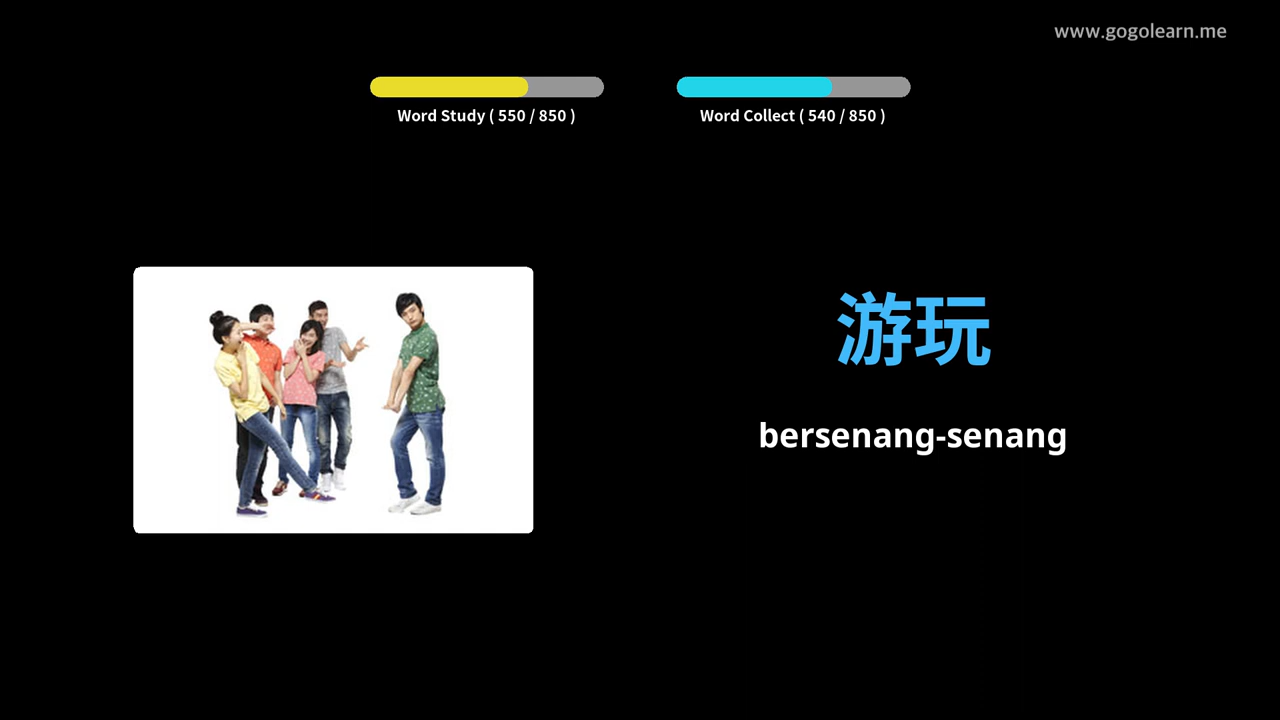 www.gogolearn.me
Word Study ( 550 / 850 )
Word Collect ( 540 / 850 )
游玩
bersenang-senang